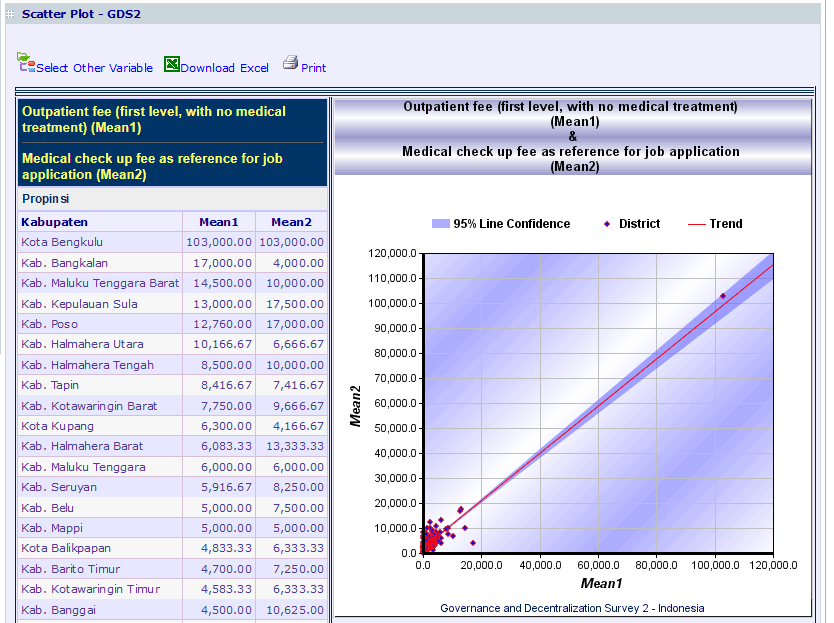 Scatter Plot - GDS2
Select Other Variable Download Excel Print
Outpatient fee (first level, with no medical
treatment) (Mean1)
Medical check up fee as reference for job
application (Mean2)
Propinsi
Kabupaten Mean1 Mean2
Kota Bengkulu 103,000.00 103,000.00
Kab. Bangkalan 17,000.00 4,000.00
Kab. Maluku Tenggara Barat 14,500.00 10,000.00
Kab. Kepulauan Sula 13,000.00 17,500.00
Kab. Poso 12,760.00 17,000.00
Kab. Halmahera Utara 10,166.67 6,666.67
Kab. Halmahera Tengah 8,500.00 10,000.00
Kab. Tapin 8,416.67 7,416.67
Kab. Kotawaringin Barat 7,750.00 9,666.67
Kota Kupang 6,300.00 4,166.67
Kab. Halmahera Barat 6,083.33 13,333.33
Kab. Maluku Tenggara 6,000.00 6,000.00
Kab. Seruyan 5,916.67 8,250.00
Kab. Belu 5,000.00 7,500.00
Kab. Mappi 5,000.00 5,000.00
Kota Balikpapan 4,833.33 6,333.33
Kab. Barito Timur 4,700.00 7,250.00
Kab. Kotawaringin Timur 4,583.33 6,333.33
Kab. Banggai 4,500.00 10,625.00
Outpatient fee (first level, with no medical treatment)
(Mean1)
&
Medical check up fee as reference for job application
(Mean2)
95% Line Confidence District Trend
120,000.0
110,000.0
100,000.0
90,000.0
80,000.0
70,000.0
60,000.0
50,000.0
40,000.0
30,000.0
20,000.0
10,000.0
0.0
Mean2
0.0 20,000.0 40,000.0 60,000.0 80,000.0 100,000.0 120,000.0
Mean1
Governance and Decentralization Survey 2 - Indonesia